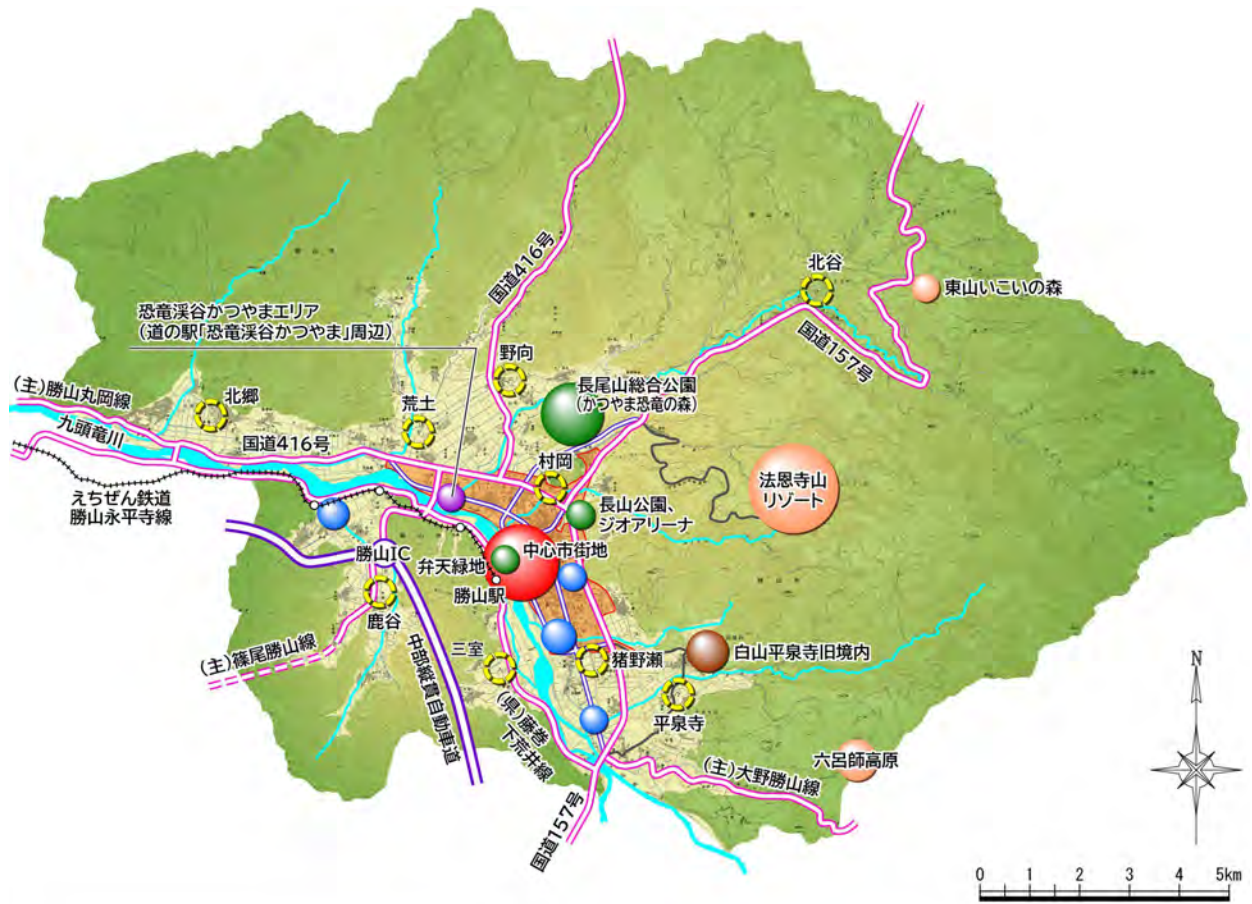 国道416号
北谷
東山いこいの森
国道157号
恐竜渓谷かつやまエリア
(道の駅「恐竜渓谷かつやま」周辺)
野向
長尾山総合公園
(かつやま恐竜の森)
(主)勝山丸岡線
北郷
荒土
九頭竜川
国道416号
村岡
法恩寺山
リゾート
えちぜん鉄道
勝山永平寺線
長山公園、
ジオアリーナ
勝山IC
弁天緑地
中心市街地
勝山駅
鹿谷
三室
猪野瀬
白山平泉寺旧境内
(主)篠尾勝山線
中部縦貫自動車道
平泉寺
(県)藤巻
下荒井線
六呂師高原
(主)大野勝山線
国道157号
N
0 1 2 3 4 5km